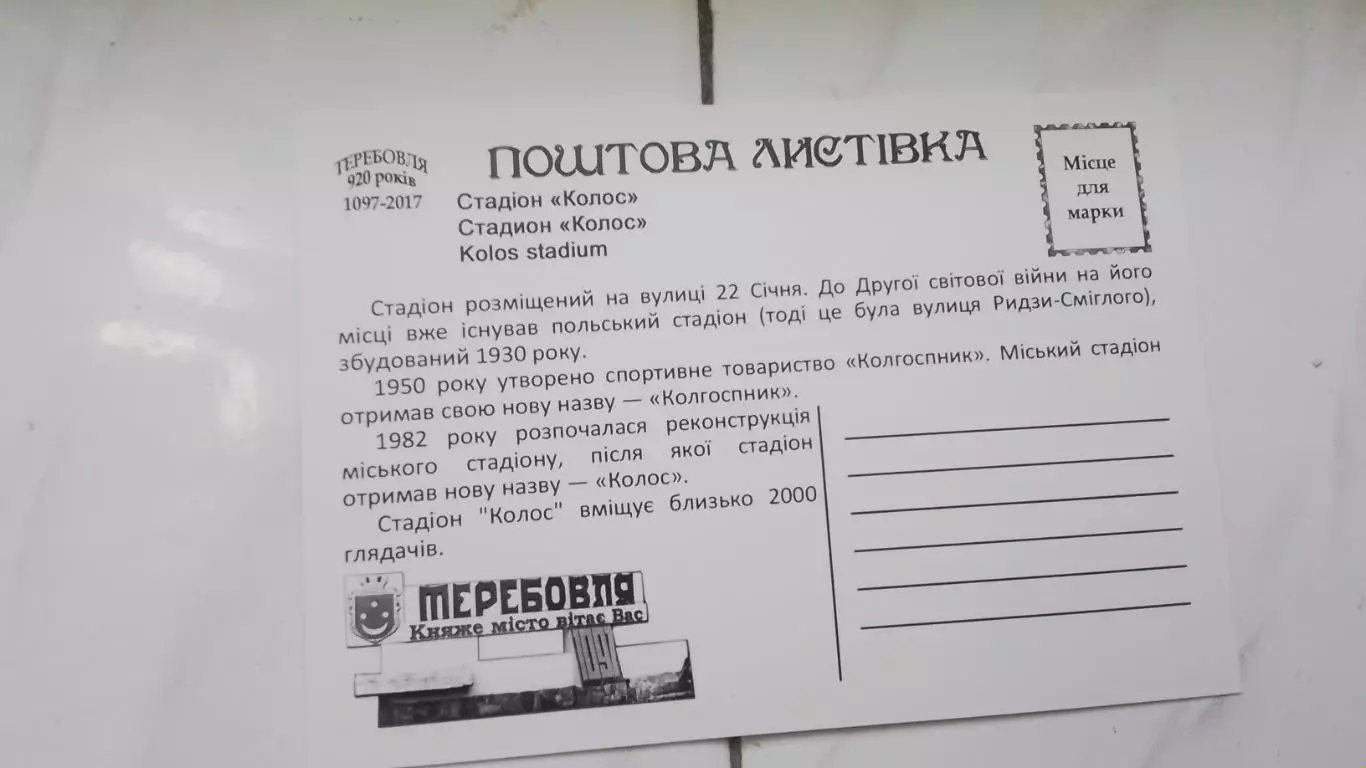 ТЕРЕБОВЛЯ
920 років
1097-2017
ПОШТОВА ЛИСТІВКА
Місце
для
марки
Стадіон «Колос»
Стадион «Колос»
Kolos stadium
Стадіон розміщений на вулиці 22 Січня. До Другої світової війни на його
місці вже існував польський стадіон (тоді це була вулиця Ридзи-Сміглого),
збудований 1930 року.
1950 року утворено спортивне товариство «Колгоспник». Міський стадіон
отримав свою нову назву — «Колгоспник».
1982 року розпочалася реконструкція
міського стадіону, після якої стадіон
отримав нову назву — «Колос».
Стадіон "Колос" вміщує близько 2000
глядачів.
ТЕРЕБОВЛЯ
Княже місто вітає Вас